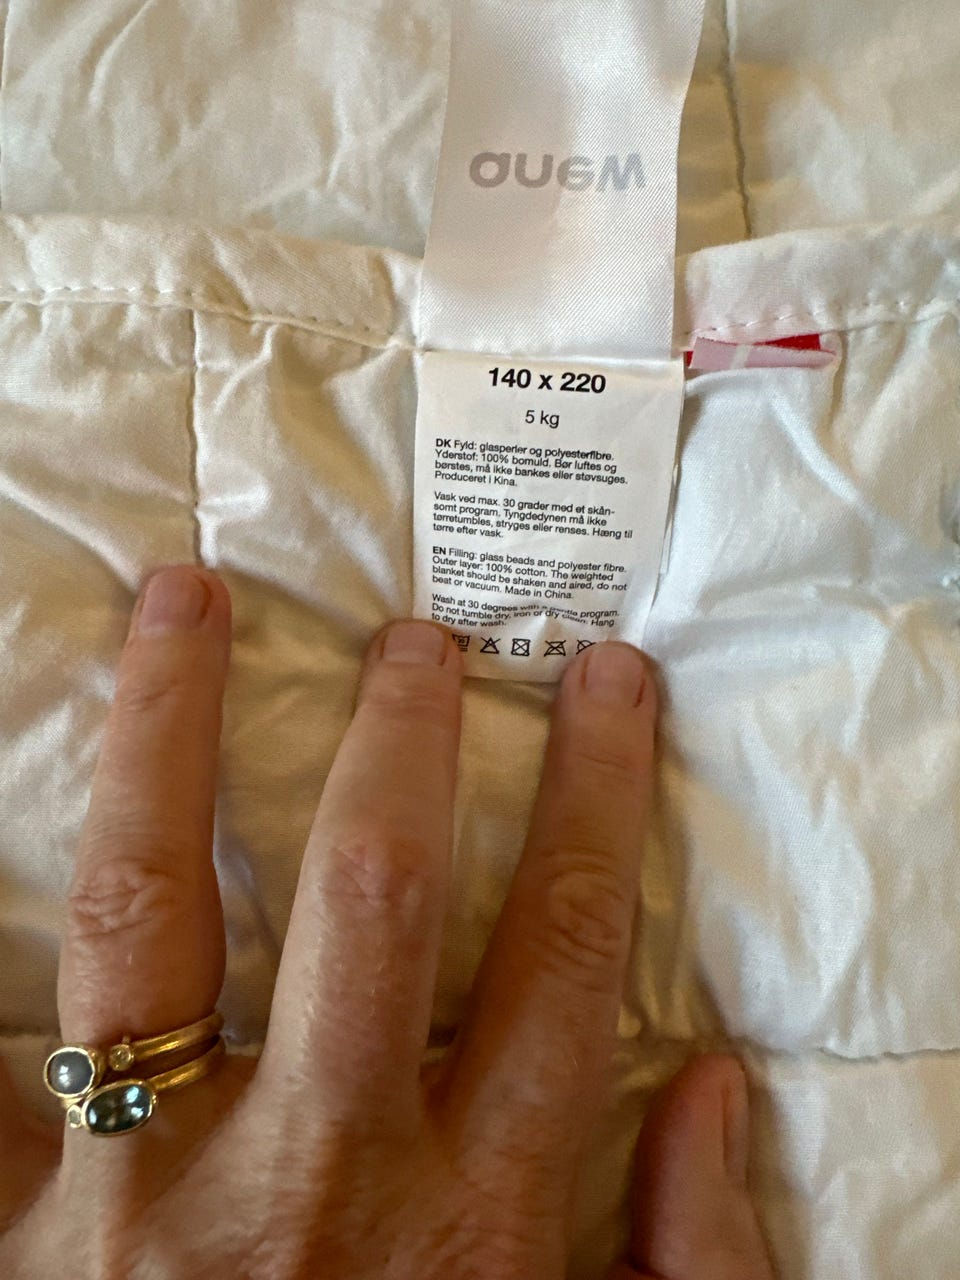 140 x 220
5 kg
DK Fyld: glasperler og polyesterfibre.
Yderstof: 100% bomuld. Bør luftes og
børstes, må ikke bankes eller støvsuges.
Produceret i Kina.
Vask ved max. 30 grader med et skån-
somt program. Tyngdedynen må ikke
tørretumbles, stryges eller renses. Hæng til
tørre efter vask.
EN Filling: glass beads and polyester fibre.
Outer layer: 100% cotton. The weighted
blanket should be shaken and aired, do not
beat or vacuum. Made in China.
Wash at 30 degrees with a gentle program.
Do not tumble dry, iron or dry clean. Hang
to dry after wash.